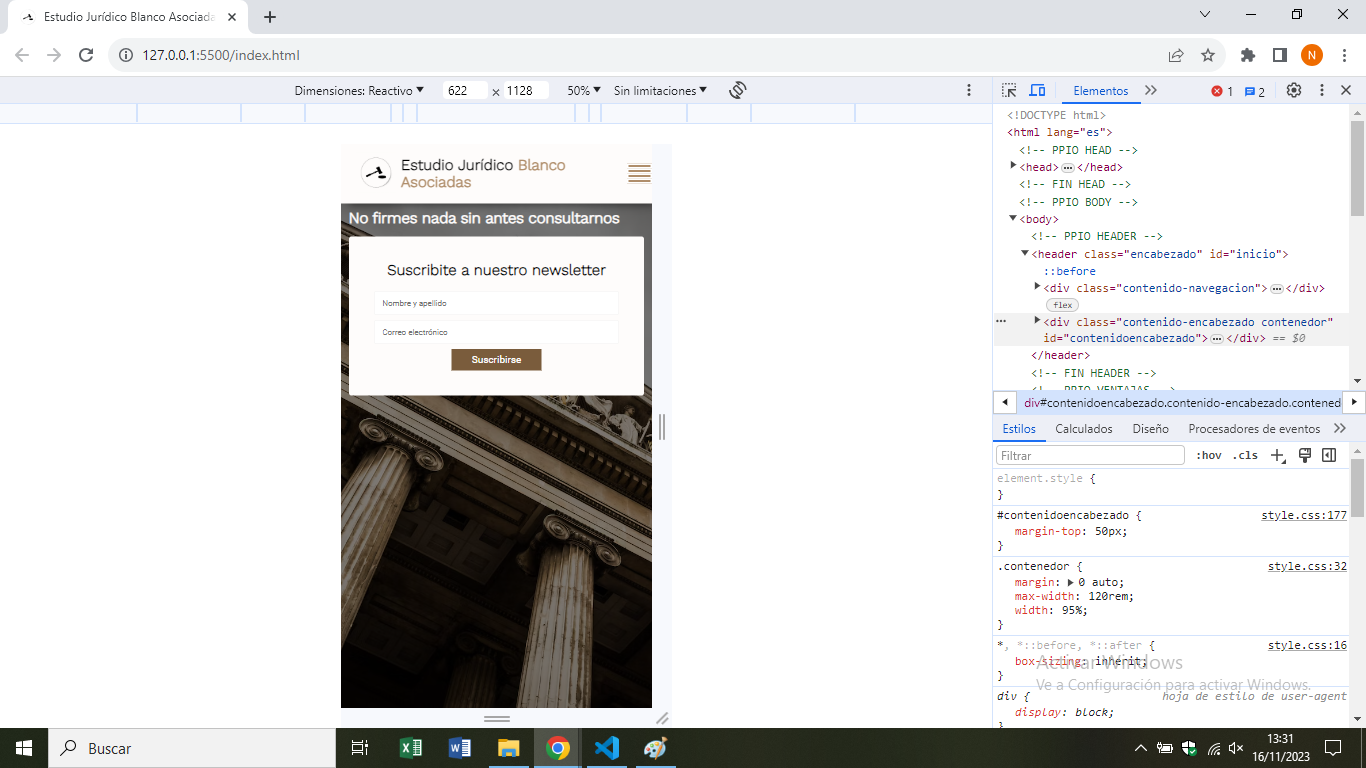 Estudio Jurídico Blanco Asociada
127.0.0.1:5500/index.html
N
Dimensiones: Reactivo
622 x 1128
50%
Sin limitaciones
Elementos
1
2
Estudio Jurídico Blanco
Asociadas
No firmes nada sin antes consultarnos
Suscribite a nuestro newsletter
Nombre y apellido
Correo electrónico
Suscribirse
<!DOCTYPE html>
<html lang="es">
<!-- PPIO HEAD -->
<head> … </head>
<!-- FIN HEAD -->
<!-- PPIO BODY -->
<body>
<!-- PPIO HEADER -->
<header class="encabezado" id="inicio">
::before
<div class="contenido-navegacion"> … </div>
flex
<div class="contenido-encabezado contenedor"
id="contenidoencabezado"> … </div> == $0
</header>
<!-- FIN HEADER -->
<!-- PPIO VENTAJAS -->
div#contenidoencabezado.contenido-encabezado.contened
Estilos
Calculados
Diseño
Procesadores de eventos
Filtrar
:hov
.cls
element.style {
}
#contenidoencabezado {
style.css:177
margin-top: 50px;
}
.contenedor {
style.css:32
margin: 0 auto;
max-width: 120rem;
width: 95%;
}
*, *::before, *::after {
style.css:16
box-sizing: inherit;
}
div {
hoja de estilo de user-agent
display: block;
}
Activar Windows
Ve a Configuración para activar Windows.
Buscar
13:31
16/11/2023